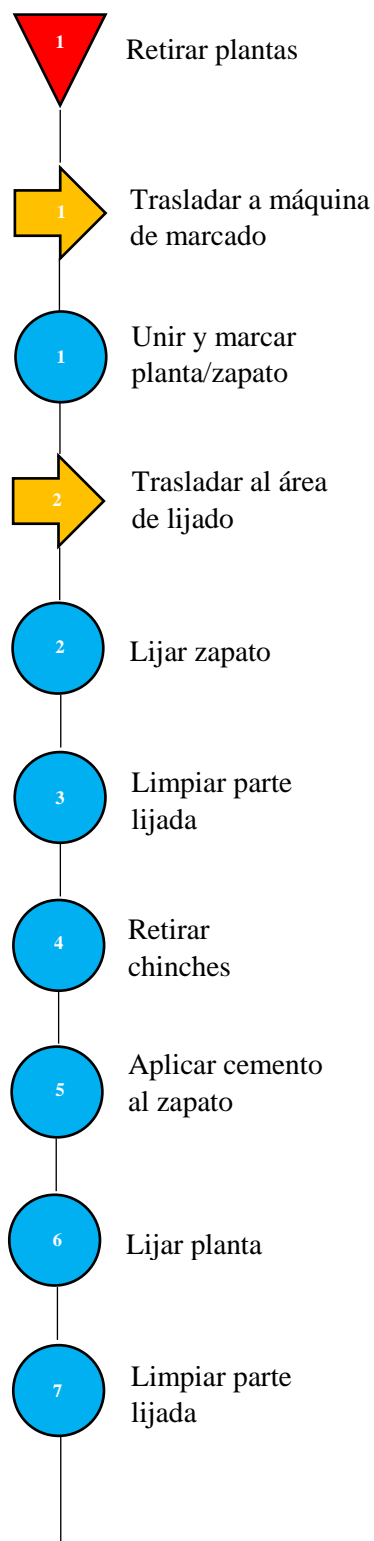 1
Retirar plantas
1
Trasladar a máquina
de marcado
1
Unir y marcar
planta/zapato
2
Trasladar al área
de lijado
2
Lijar zapato
3
Limpiar parte
lijada
4
Retirar
chinches
5
Aplicar cemento
al zapato
6
Lijar planta
7
Limpiar parte
lijada